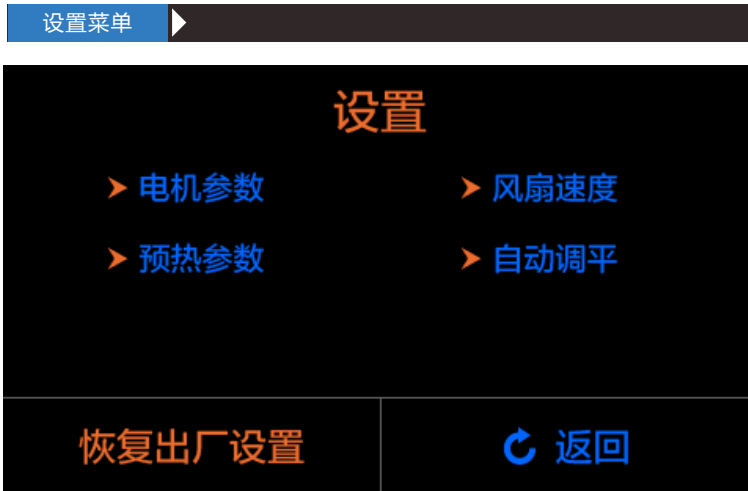 设置菜单
设置
电机参数
风扇速度
预热参数
自动调平
恢复出厂设置
返回